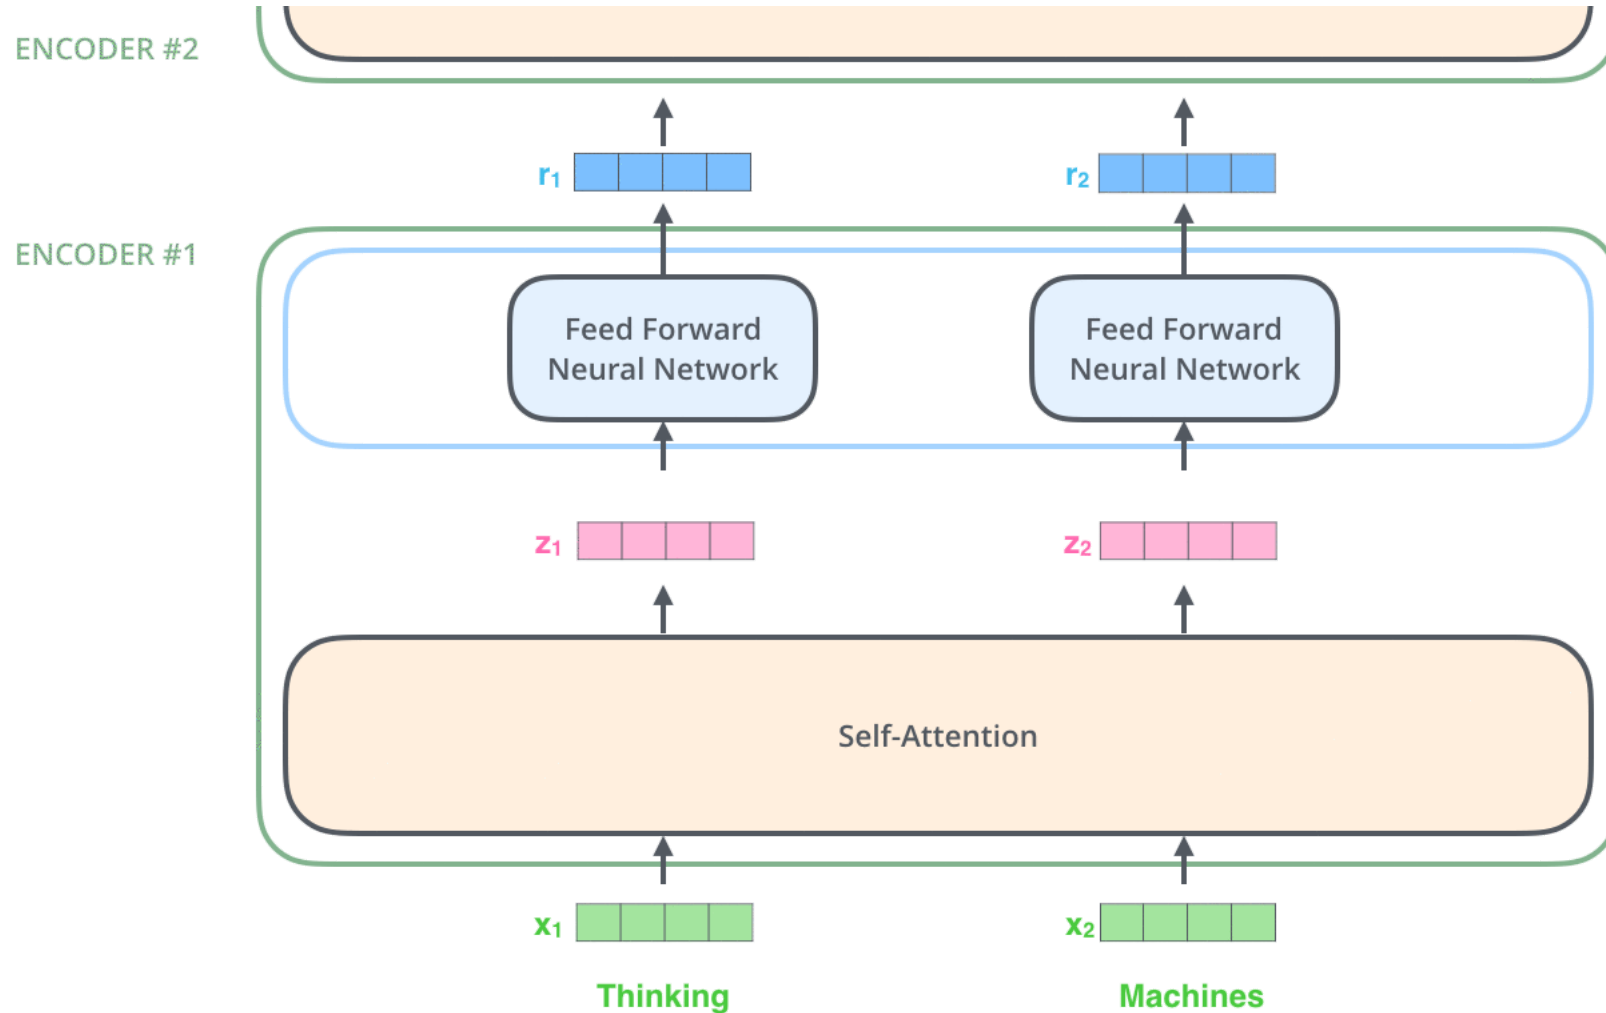 ENCODER #2
r1
r2
ENCODER #1
Feed Forward
Neural Network
Feed Forward
Neural Network
z1
z2
Self-Attention
x1
x2
Thinking
Machines